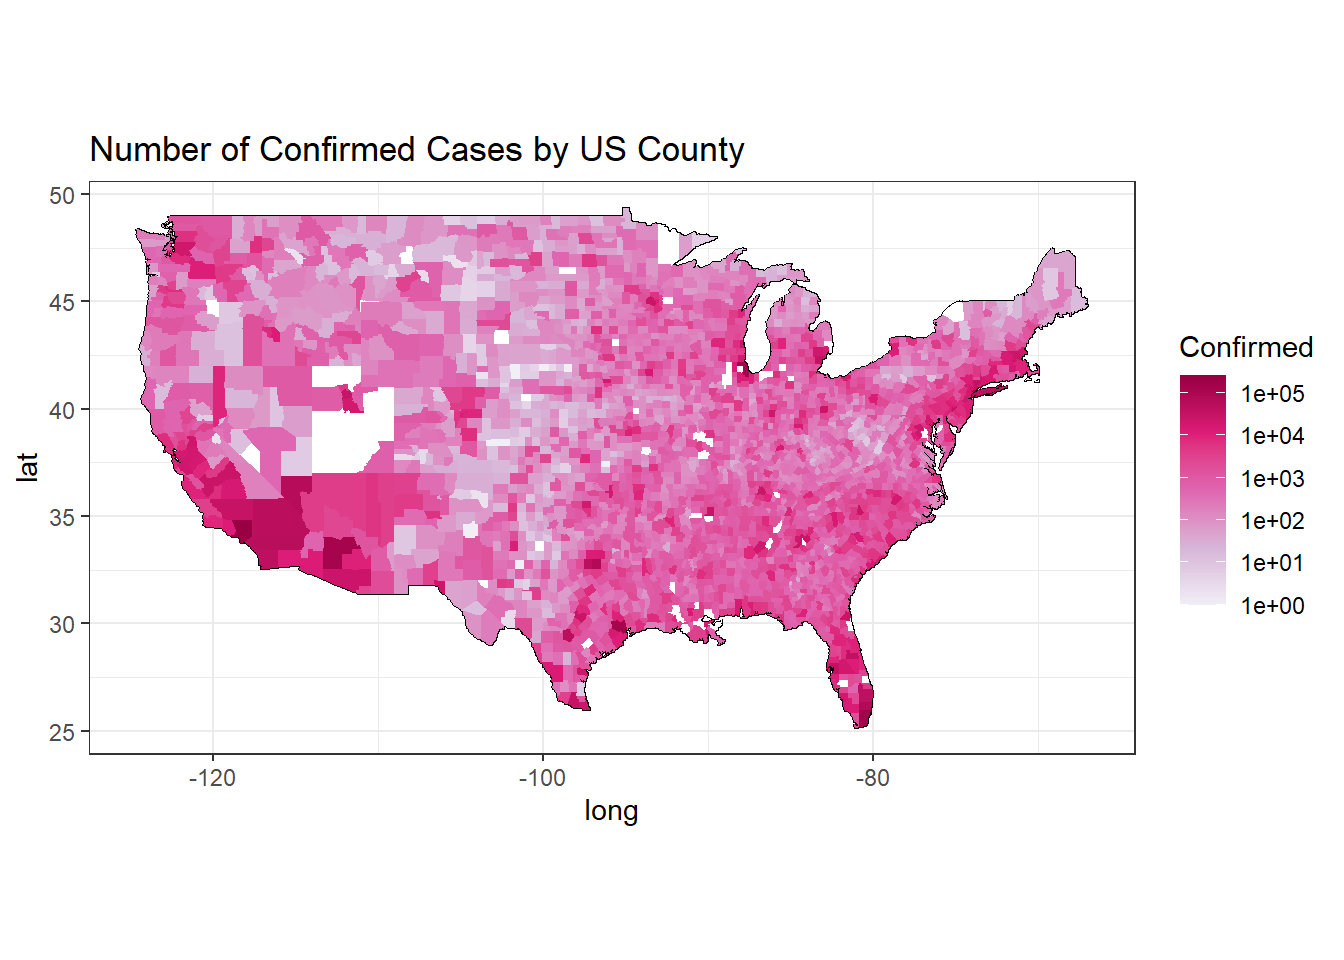 Number of Confirmed Cases by US County
50
45
40
35
30
25
lat
-120
-100
-80
long
Confirmed
1e+05
1e+04
1e+03
1e+02
1e+01
1e+00